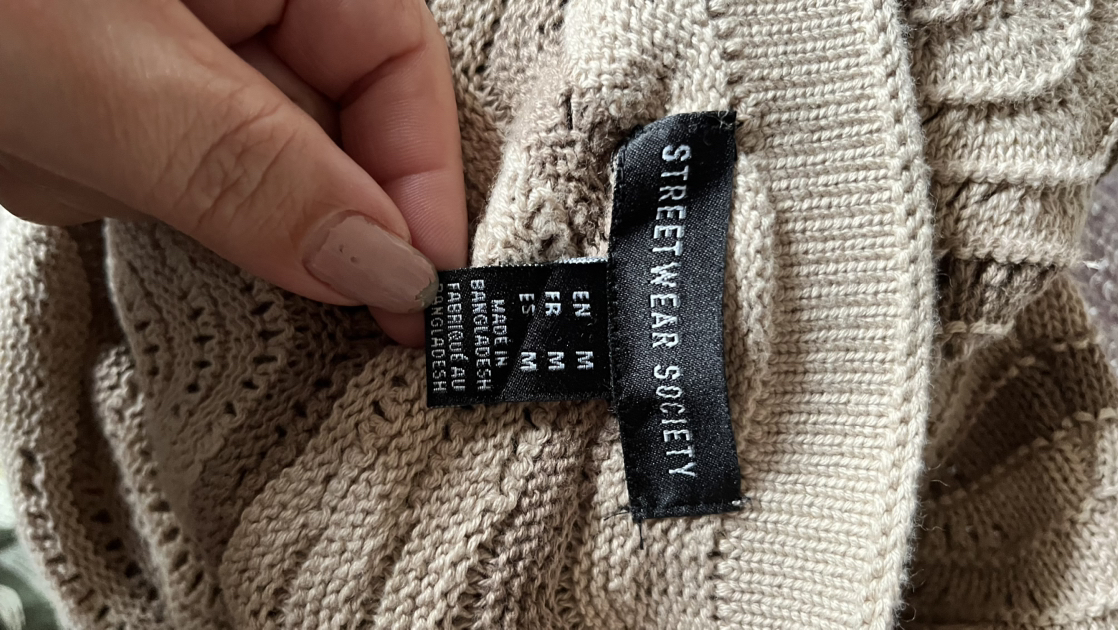 STREETWEAR SOCIETY
EN M
FR M
ES M
MADE IN
BANGLADESH
FABRIQUÉ AU
BANGLADESH